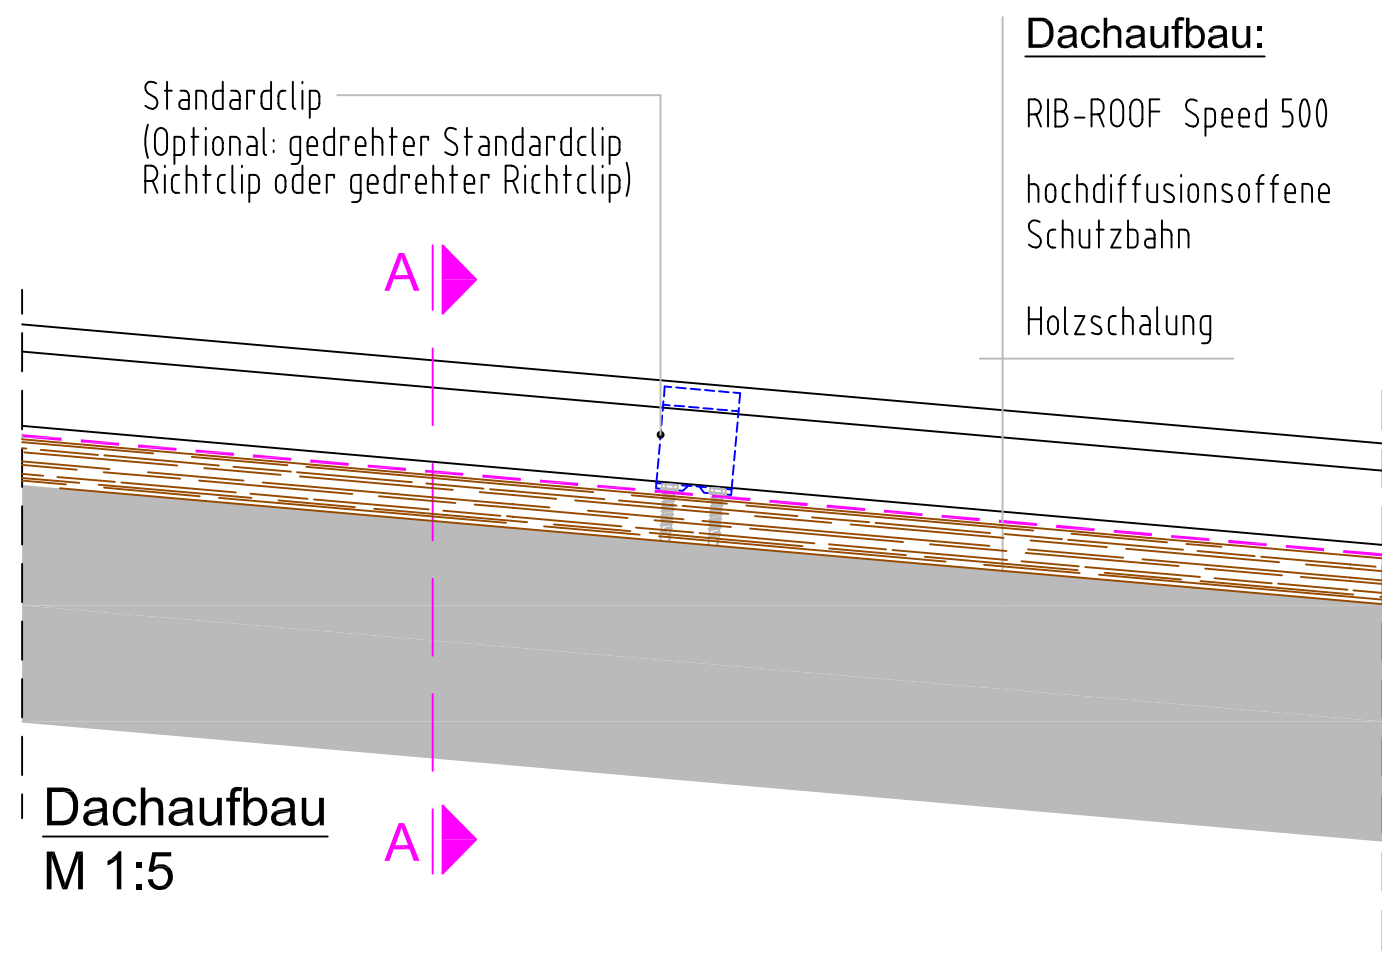 Dachaufbau:
Standardclip
(Optional: gedrehter Standardclip
Richtclip oder gedrehter Richtclip)
RIB-ROOF Speed 500
hochdiffusionsoffene
Schutzbahn
Holzschalung
A
A
Dachaufbau
M 1:5